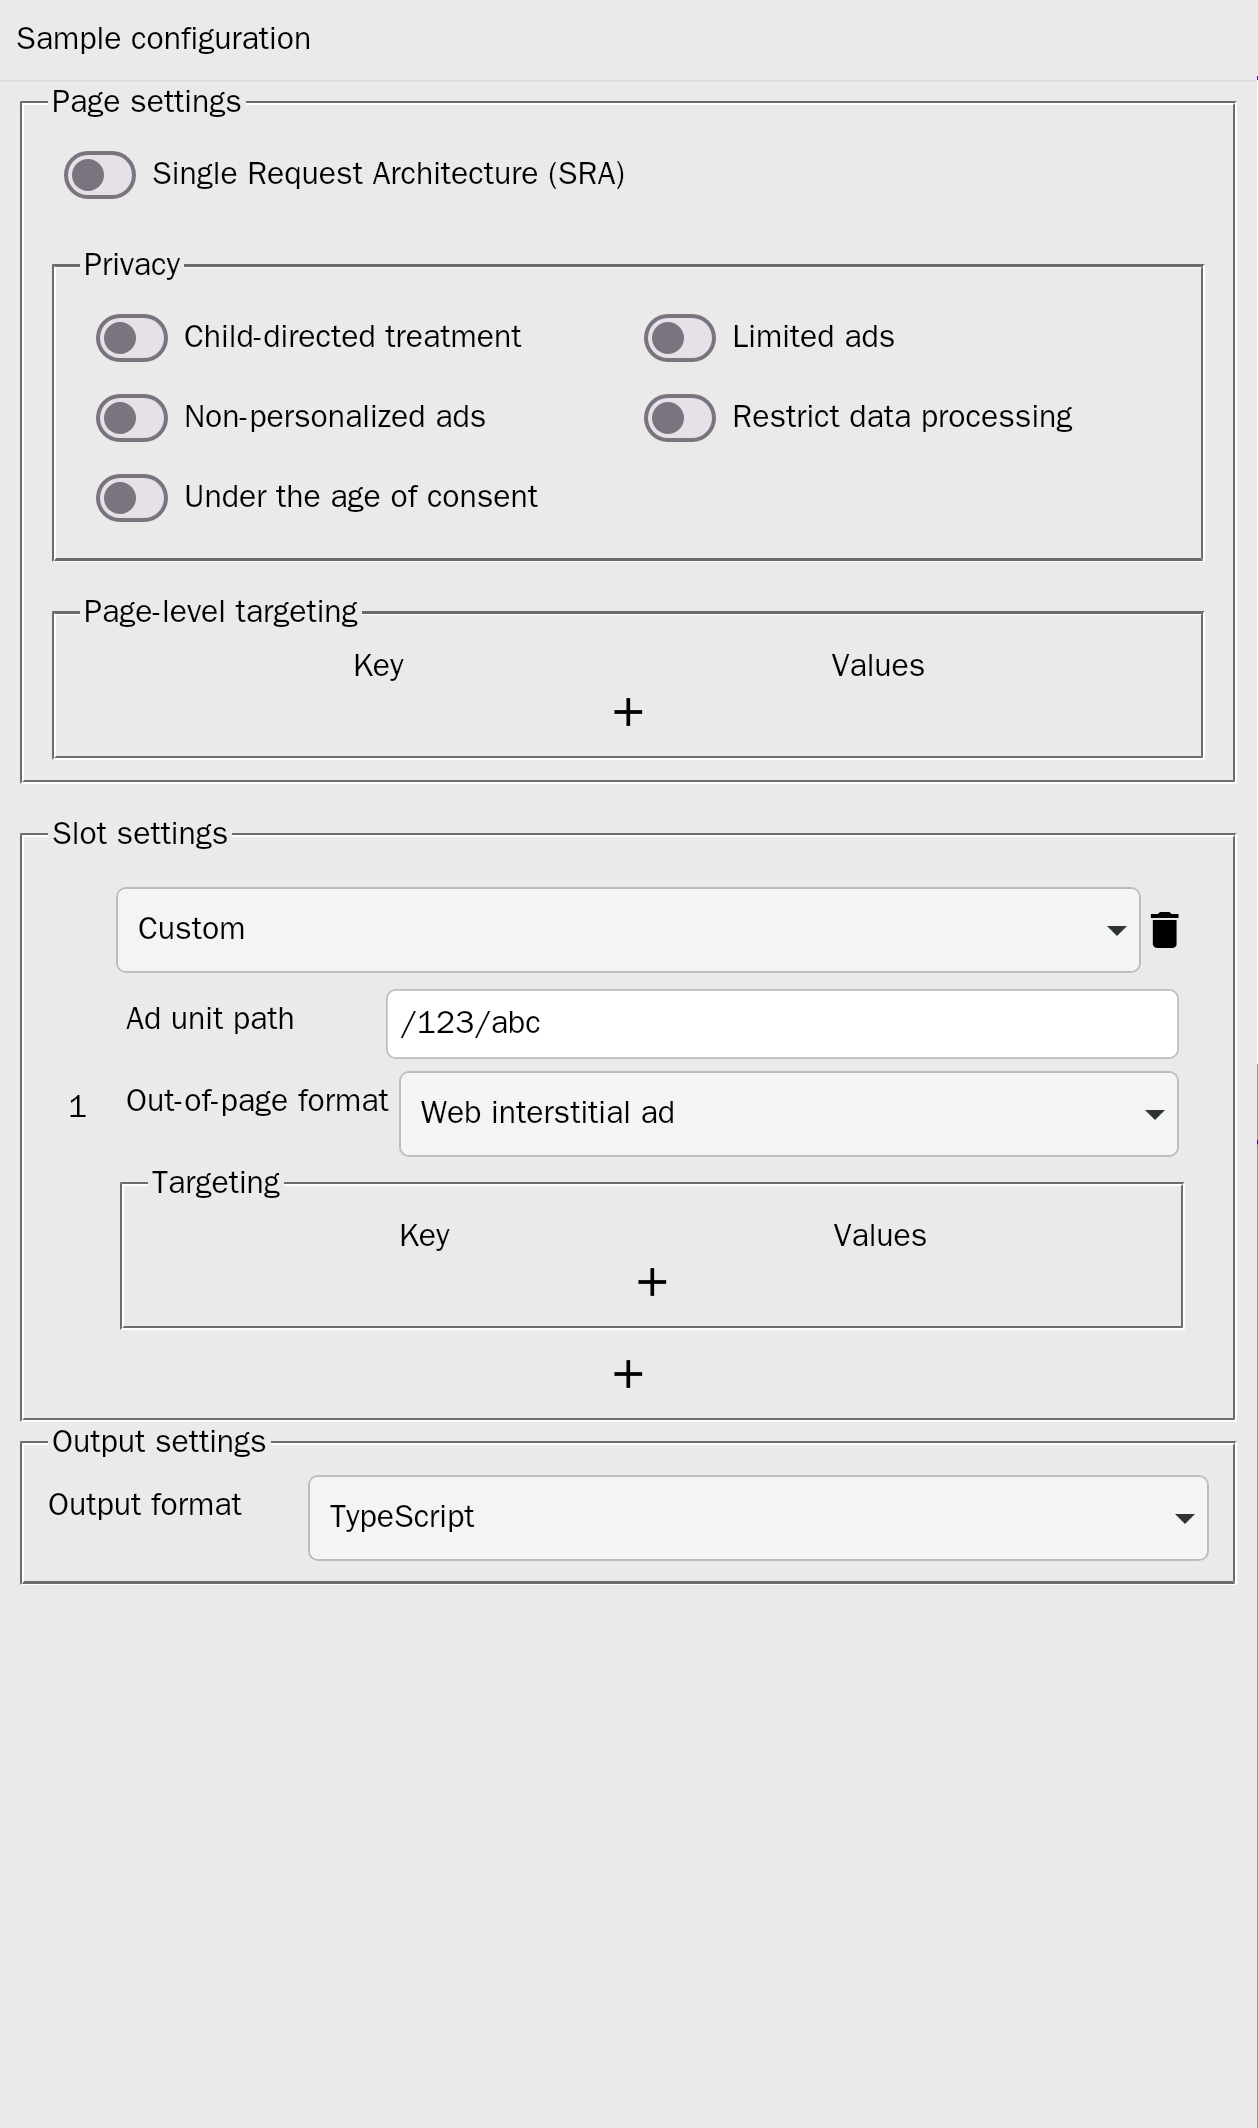 Sample configuration
Page settings
Single Request Architecture (SRA)
Privacy
Child-directed treatment
Limited ads
Non-personalized ads
Restrict data processing
Under the age of consent
Page-level targeting
Key Values
+
Slot settings
Custom
Ad unit path /123/abc
1
Out-of-page format Web interstitial ad
Targeting
Key Values
+
+
Output settings
Output format TypeScript